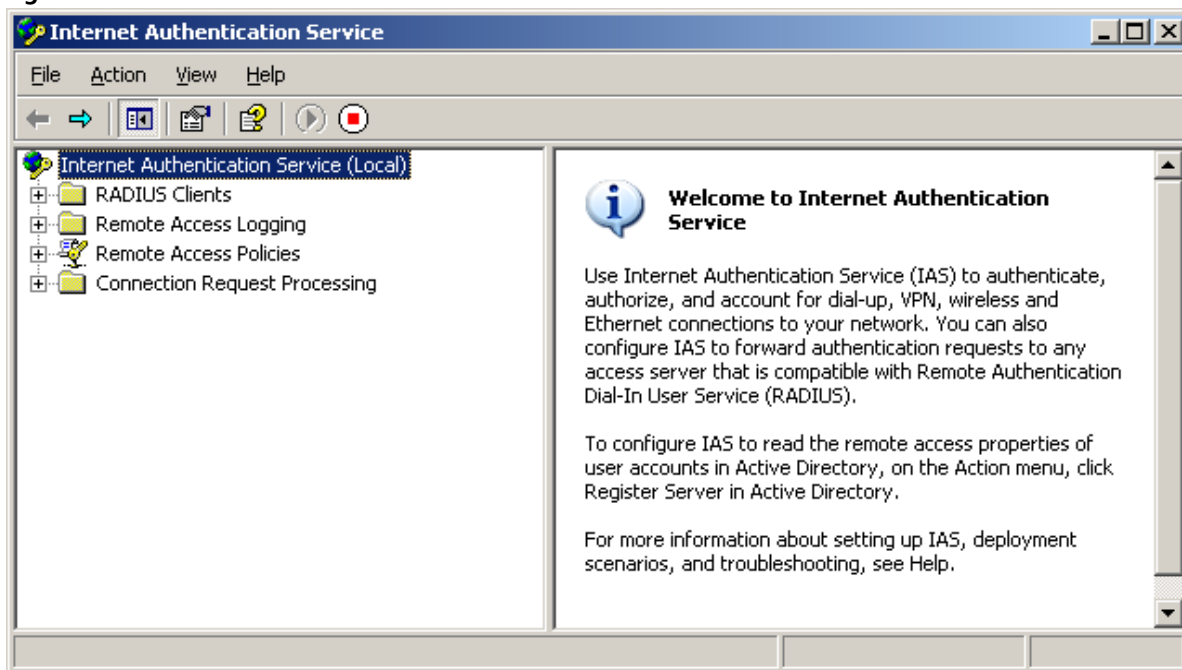 Internet Authentication Service
File Action View Help
Internet Authentication Service (Local)
RADIUS Clients
Remote Access Logging
Remote Access Policies
Connection Request Processing
Welcome to Internet Authentication
Service
Use Internet Authentication Service (IAS) to authenticate,
authorize, and account for dial-up, VPN, wireless and
Ethernet connections to your network. You can also
configure IAS to forward authentication requests to any
access server that is compatible with Remote Authentication
Dial-In User Service (RADIUS).
To configure IAS to read the remote access properties of
user accounts in Active Directory, on the Action menu, click
Register Server in Active Directory.
For more information about setting up IAS, deployment
scenarios, and troubleshooting, see Help.